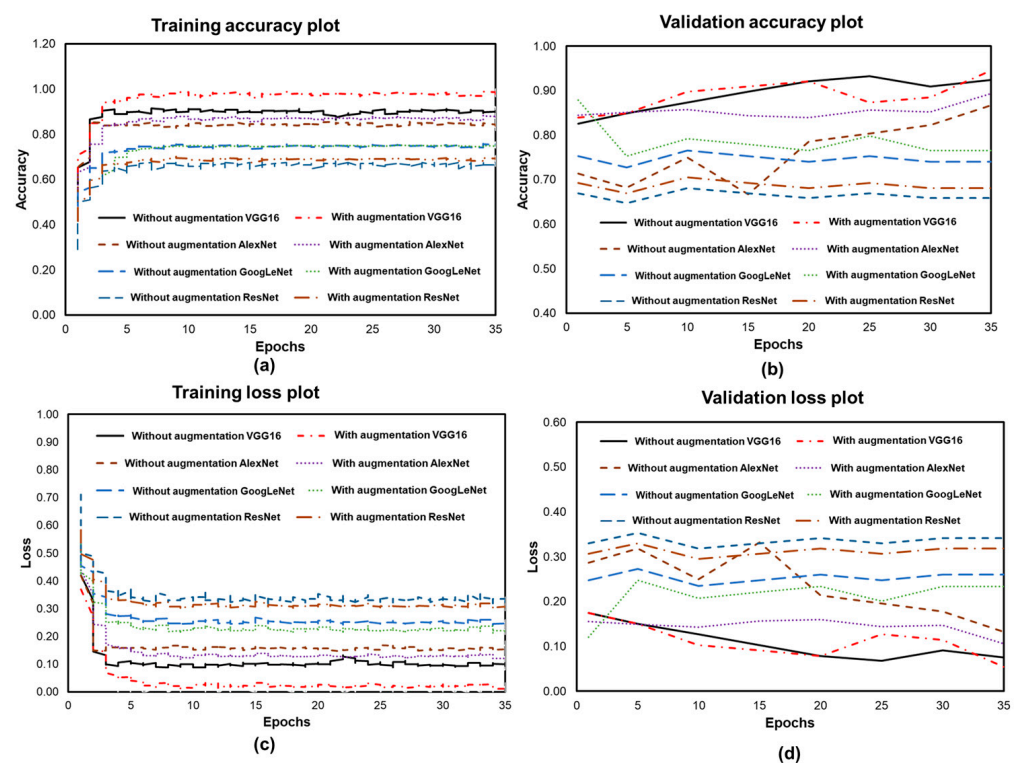 Training accuracy plot
1.20
1.00
0.80
0.60
0.40
0.20
0.00
Accuracy
Without augmentation VGG16
With augmentation VGG16
Without augmentation AlexNet
With augmentation AlexNet
Without augmentation GoogLeNet
With augmentation GoogLeNet
Without augmentation ResNet
With augmentation ResNet
0 5 10 15 20 25 30 35
Epochs
(a)
Validation accuracy plot
1.00
0.90
0.80
0.70
0.60
0.50
0.40
Accuracy
Without augmentation VGG16
With augmentation VGG16
Without augmentation AlexNet
With augmentation AlexNet
Without augmentation GoogLeNet
With augmentation GoogLeNet
Without augmentation ResNet
With augmentation ResNet
0 5 10 15 20 25 30 35
Epochs
(b)
Training loss plot
1.00
0.90
0.80
0.70
0.60
0.50
0.40
0.30
0.20
0.10
0.00
Loss
Without augmentation VGG16
With augmentation VGG16
Without augmentation AlexNet
With augmentation AlexNet
Without augmentation GoogLeNet
With augmentation GoogLeNet
Without augmentation ResNet
With augmentation ResNet
0 5 10 15 20 25 30 35
Epochs
(c)
Validation loss plot
0.60
0.50
0.40
0.30
0.20
0.10
0.00
Loss
Without augmentation VGG16
With augmentation VGG16
Without augmentation AlexNet
With augmentation AlexNet
Without augmentation GoogLeNet
With augmentation GoogLeNet
Without augmentation ResNet
With augmentation ResNet
0 5 10 15 20 25 30 35
Epochs
(d)